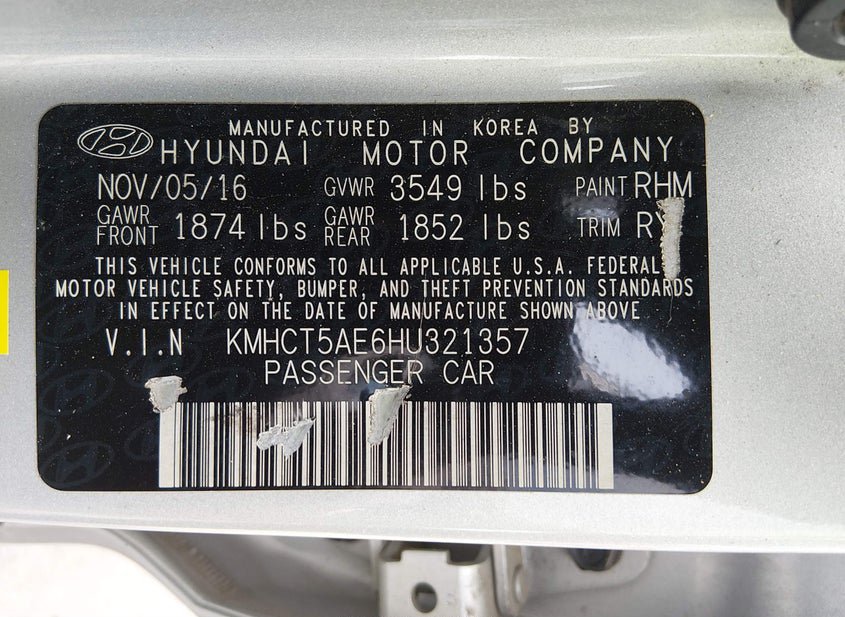 MANUFACTURED IN KOREA BY
HYUNDAI MOTOR COMPANY
NOV/05/16 GVWR 3549 lbs PAINT RHM
GAWR FRONT 1874 lbs GAWR REAR 1852 lbs TRIM
THIS VEHICLE CONFORMS TO ALL APPLICABLE U.S.A. FEDERAL
MOTOR VEHICLE SAFETY, BUMPER, AND THEFT PREVENTION STANDARDS
IN EFFECT ON THE DATE OF MANUFACTURE SHOWN ABOVE
V.I.N KMHCT5AE6HU321357
PASSENGER CAR